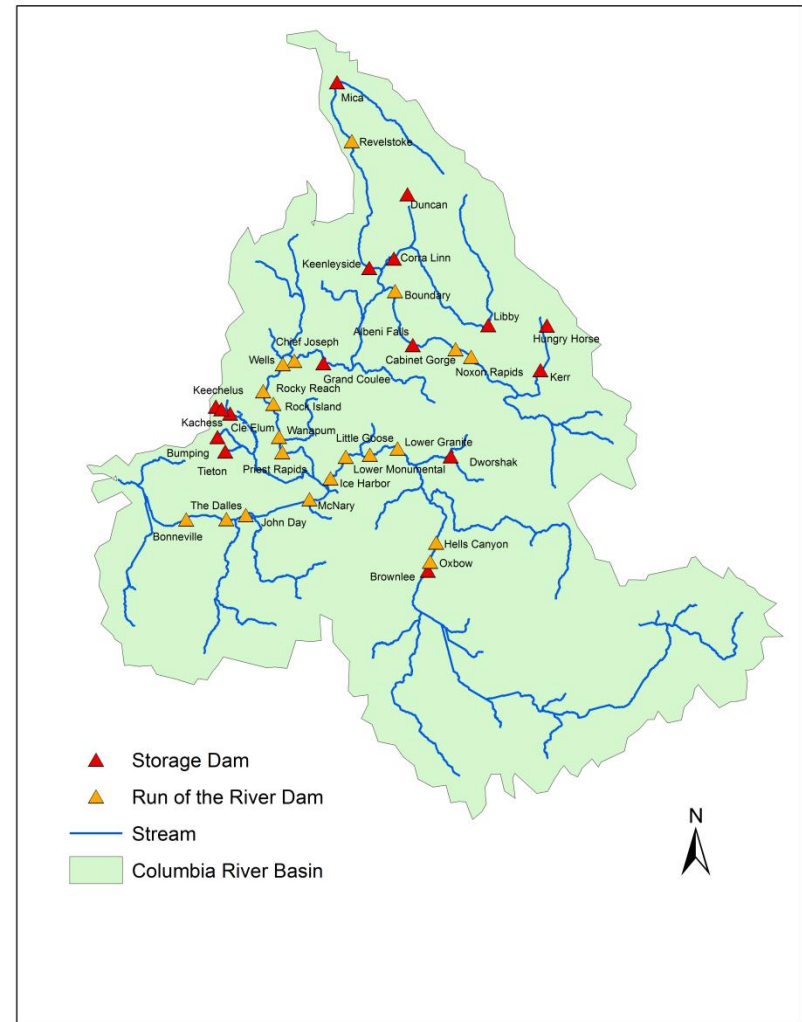 Mica
Revelstoke
Duncan
Corra Linn
Keenleyside
Boundary
Libby
Albeni Falls
Hungry Horse
Chief Joseph
Cabinet Gorge
Wells
Noxon Rapids
Kerr
Grand Coulee
Keechelus
Rocky Reach
Rock Island
Kachess
Cle Elum
Wanapum
Little Goose
Lower Granite
Bumping
Tieton
Priest Rapids
Lower Monumental
Dworshak
Ice Harbor
The Dalles
McNary
John Day
Bonneville
Hells Canyon
Oxbow
Brownlee
Storage Dam
Run of the River Dam
Stream
Columbia River Basin
N